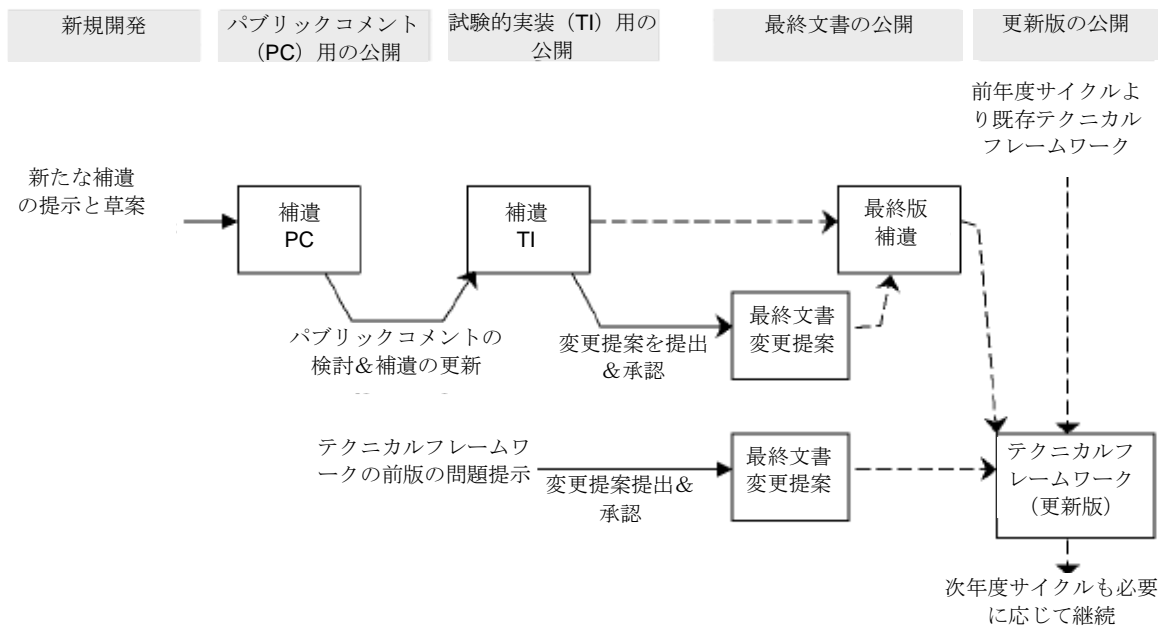 新規開発
パブリックコメント
（PC）用の公開
試験的実装（TI）用の
公開
最終文書の公開
更新版の公開
前年度サイクルよ
り既存テクニカル
フレームワーク
新たな補遺
の提示と草案
補遺
PC
補遺
TI
最終版
補遺
パブリックコメントの
検討＆補遺の更新
変更提案を提出
＆承認
最終文書
変更提案
テクニカルフレームワ
ークの前版の問題提示
変更提案提出＆
承認
最終文書
変更提案
テクニカルフ
レームワーク
（更新版）
次年度サイクルも必要
に応じて継続